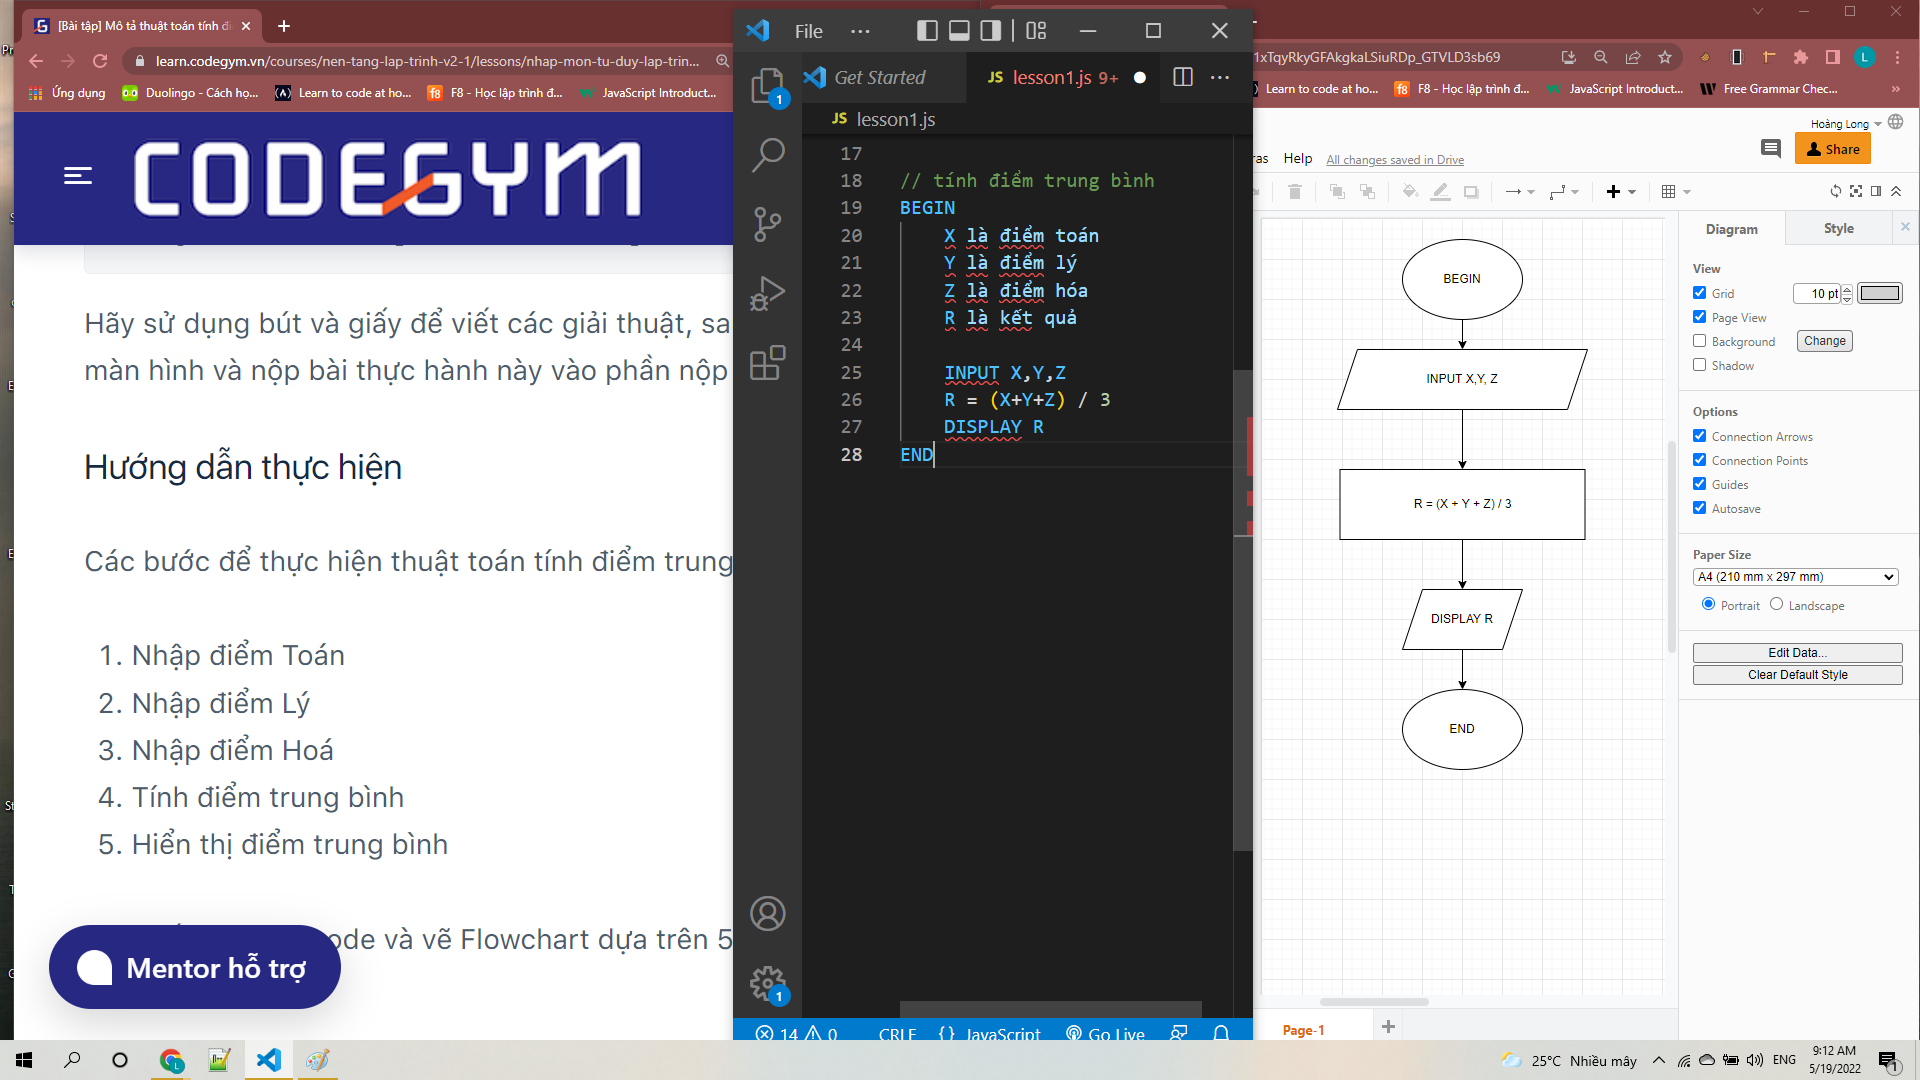 [Bài tập] Mô tả thuật toán tính đi
learn.codegym.vn/courses/nen-tang-lap-trinh-v2-1/lessons/nhap-mon-tu-duy-lap-trin...
Ứng dụng
Duolingo - Cách họ...
Learn to code at ho...
F8 - Học lập trình đ...
JavaScript Introduct...
CODEGYM
Hãy sử dụng bút và giấy để viết các giải thuật, sa
màn hình và nộp bài thực hành này vào phần nộp
Hướng dẫn thực hiện
Các bước để thực hiện thuật toán tính điểm trung
1. Nhập điểm Toán
2. Nhập điểm Lý
3. Nhập điểm Hoá
4. Tính điểm trung bình
5. Hiển thị điểm trung bình
ode và vẽ Flowchart dựa trên 5
Mentor hỗ trợ
File ...
Get Started
JS lesson1.js 9+
JS lesson1.js
17
18 // tính điểm trung bình
19 BEGIN
20 X là điểm toán
21 Y là điểm lý
22 Z là điểm hóa
23 R là kết quả
24
25 INPUT X,Y,Z
26 R = (X+Y+Z) / 3
27 DISPLAY R
28 END
1
1
14 0 CRLF {} JavaScript Go Live
1xTqyRkyGFAkgkaLSiuRDp_GTVLD3sb69
L
Learn to code at ho...
F8 - Học lập trình đ...
JavaScript Introduct...
Free Grammar Chec...
Hoàng Long
Share
ras Help All changes saved in Drive
BEGIN
INPUT X,Y, Z
R = (X + Y + Z) / 3
DISPLAY R
END
Page-1
Diagram Style
View
Grid 10 pt
Page View
Background Change
Shadow
Options
Connection Arrows
Connection Points
Guides
Autosave
Paper Size
A4 (210 mm x 297 mm)
Portrait Landscape
Edit Data...
Clear Default Style
25°C Nhiều mây
ENG
9:12 AM
5/19/2022
1